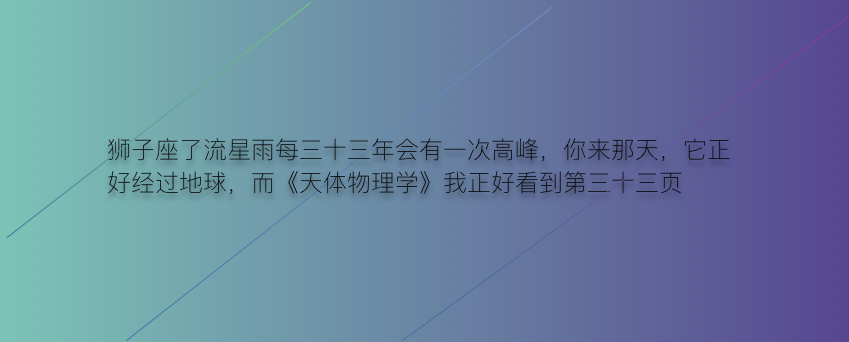 狮子座了流星雨每三十三年会有一次高峰，你来那天，它正
好经过地球，而《天体物理学》我正好看到第三十三页